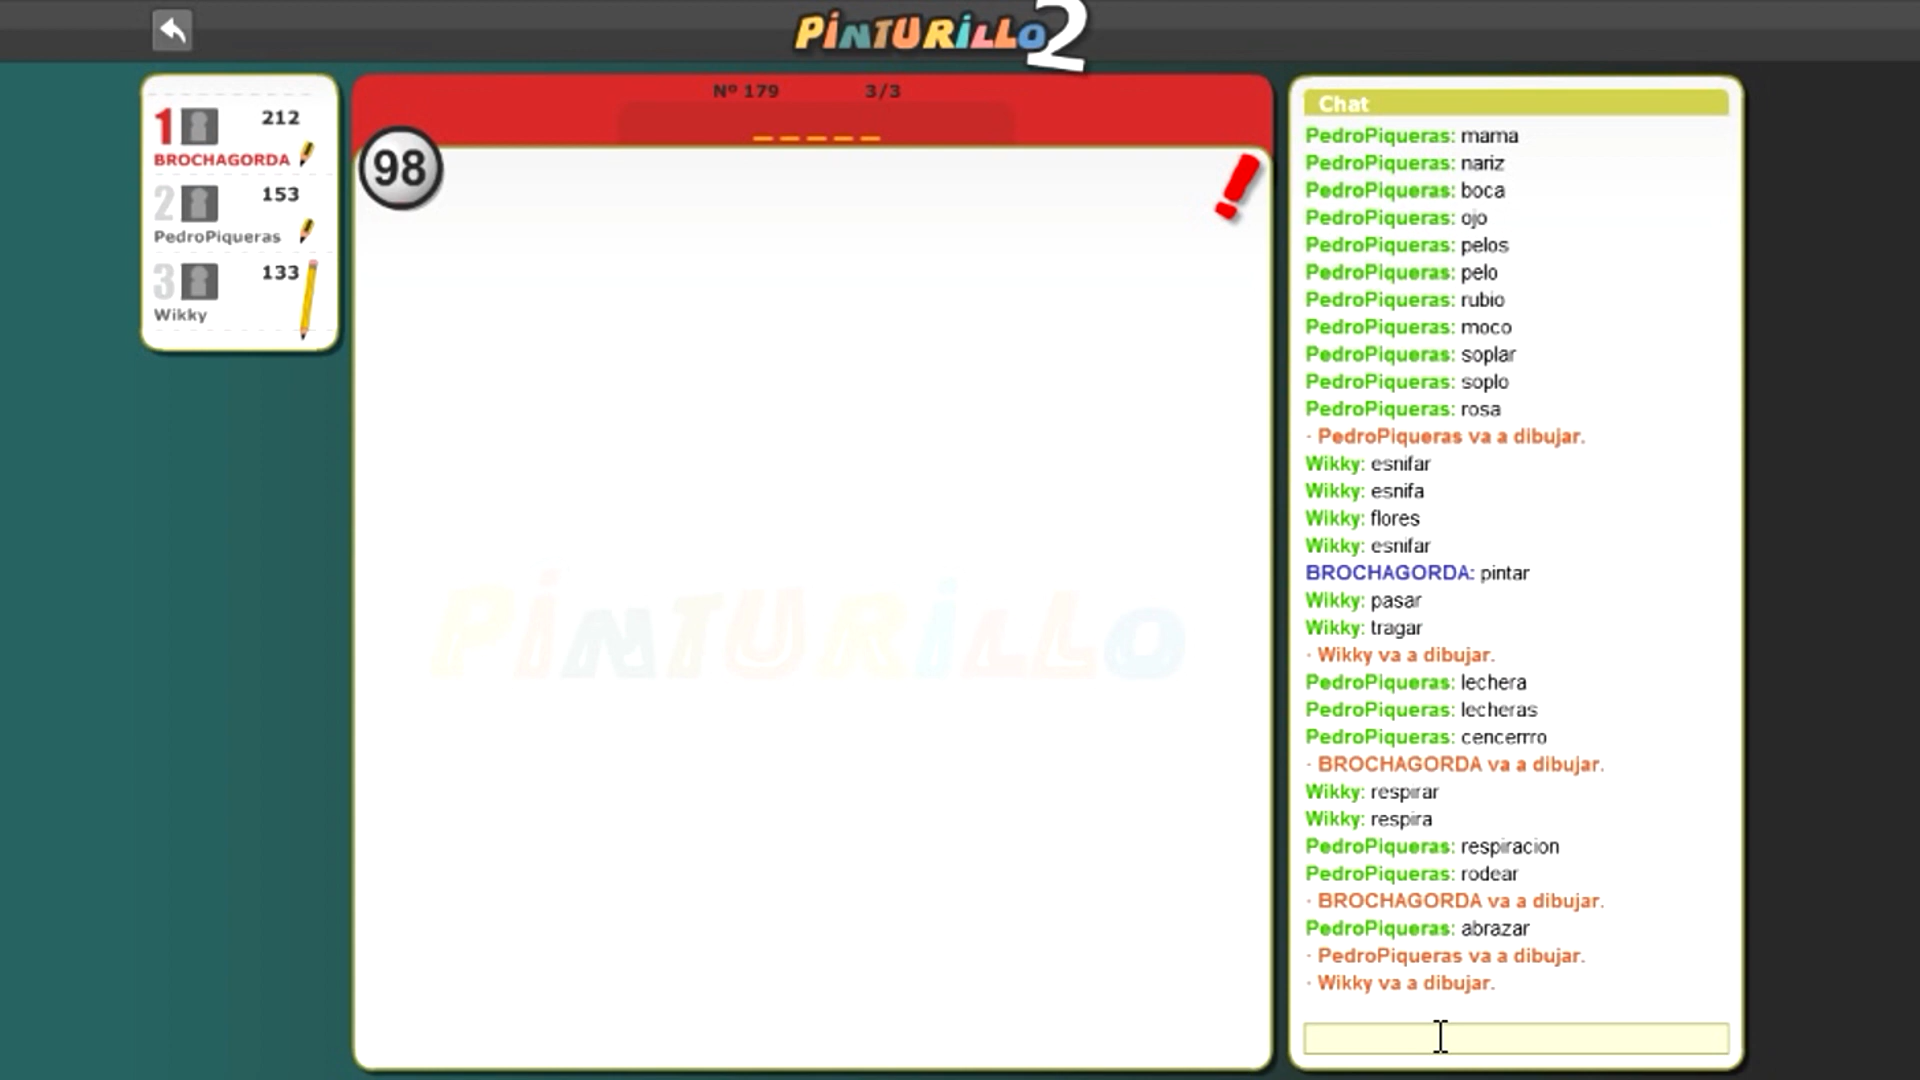 PINTURILLO 2
1 212
BROCHAGORDA
2 153
PedroPiqueras
3 133
Wikky
Nº 179 3/3
_ _ _ _ _
98
!
PINTURILLO
Chat
PedroPiqueras: mama
PedroPiqueras: nariz
PedroPiqueras: boca
PedroPiqueras: ojo
PedroPiqueras: pelos
PedroPiqueras: pelo
PedroPiqueras: rubio
PedroPiqueras: moco
PedroPiqueras: soplar
PedroPiqueras: soplo
PedroPiqueras: rosa
· PedroPiqueras va a dibujar.
Wikky: esnifar
Wikky: esnifa
Wikky: flores
Wikky: esnifar
BROCHAGORDA: pintar
Wikky: pasar
Wikky: tragar
· Wikky va a dibujar.
PedroPiqueras: lechera
PedroPiqueras: lecheras
PedroPiqueras: cencerrro
· BROCHAGORDA va a dibujar.
Wikky: respirar
Wikky: respira
PedroPiqueras: respiracion
PedroPiqueras: rodear
· BROCHAGORDA va a dibujar.
PedroPiqueras: abrazar
· PedroPiqueras va a dibujar.
· Wikky va a dibujar.